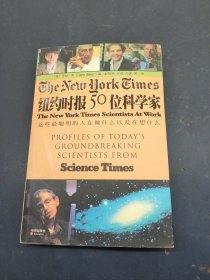 The New York Times
纽约时报50位科学家
The New York Times Scientists At Work
这些最聪明的人在做什么以及在想什么
PROFILES OF TODAY'S
GROUNDBREAKING
SCIENTISTS FROM
Science Times